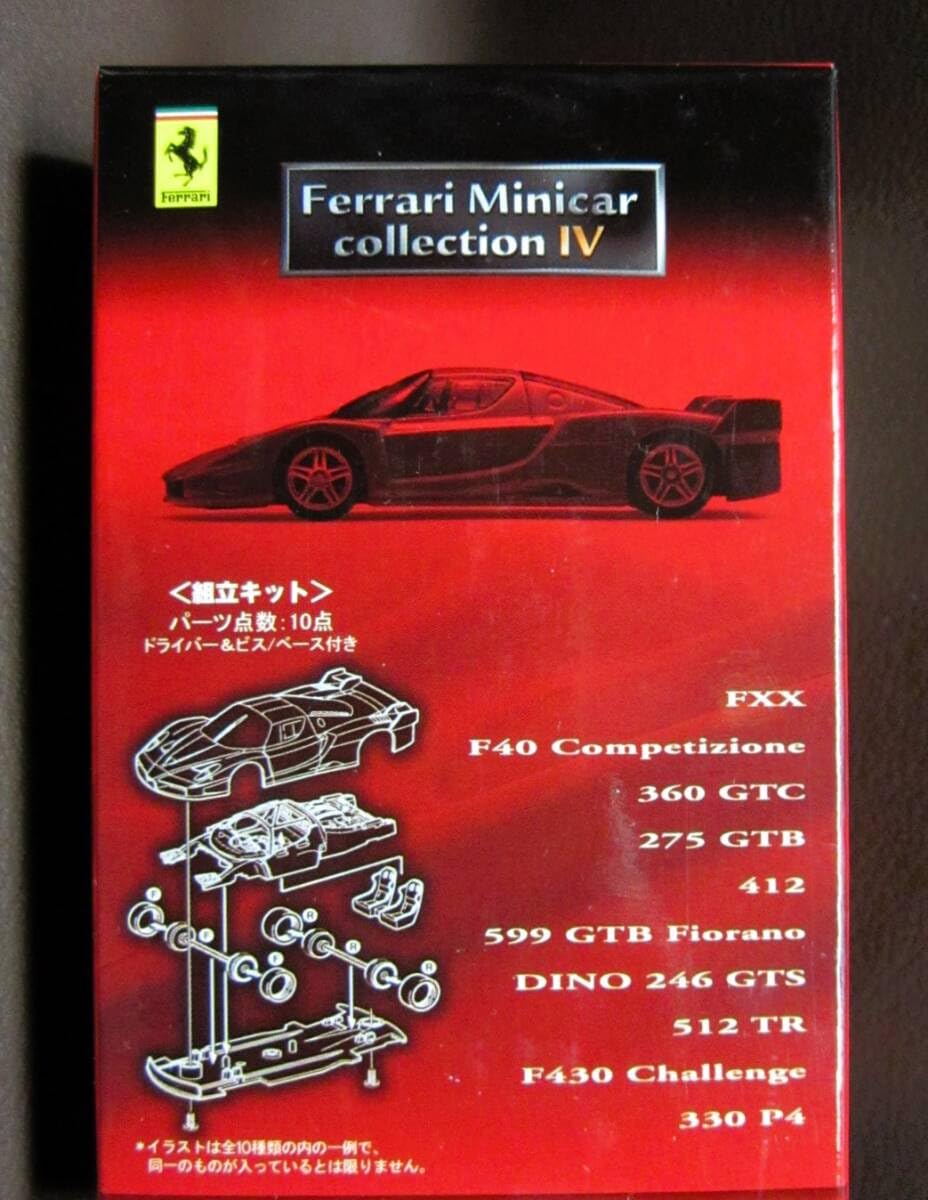 Ferrari
Ferrari Minicar
collection IV
<組立キット>
パーツ点数:10点
ドライバー&ビス/ベース付き
FXX
F40 Competizione
360 GTC
275 GTB
412
599 GTB Fiorano
DINO 246 GTS
512 TR
F430 Challenge
330 P4
F
F
F
R
R
R
*イラストは全10種類の内の一例で、
同一のものが入っているとは限りません。